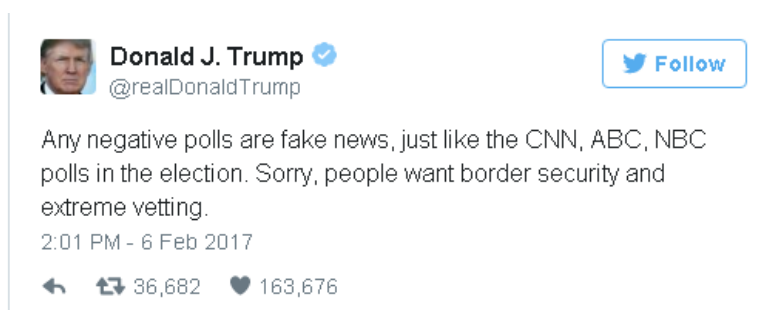 Donald J. Trump
@realDonaldTrump
Follow
Any negative polls are fake news, just like the CNN, ABC, NBC
polls in the election. Sorry, people want border security and
extreme vetting.
2:01 PM - 6 Feb 2017
36,682 163,676